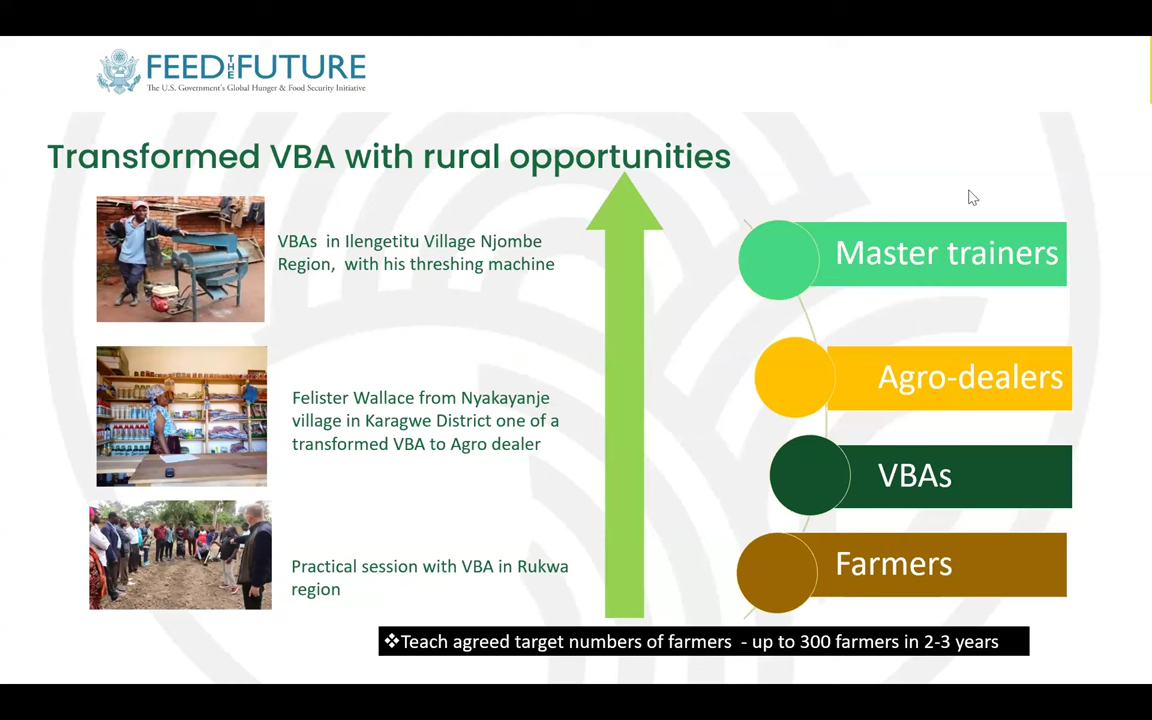 FEED THE FUTURE
The U.S. Government's Global Hunger & Food Security Initiative
Transformed VBA with rural opportunities
VBAs in Ilengetitu Village Njombe
Region, with his threshing machine
Felister Wallace from Nyakayanje
village in Karagwe District one of a
transformed VBA to Agro dealer
Practical session with VBA in Rukwa
region
Master trainers
Agro-dealers
VBAs
Farmers
❖Teach agreed target numbers of farmers - up to 300 farmers in 2-3 years